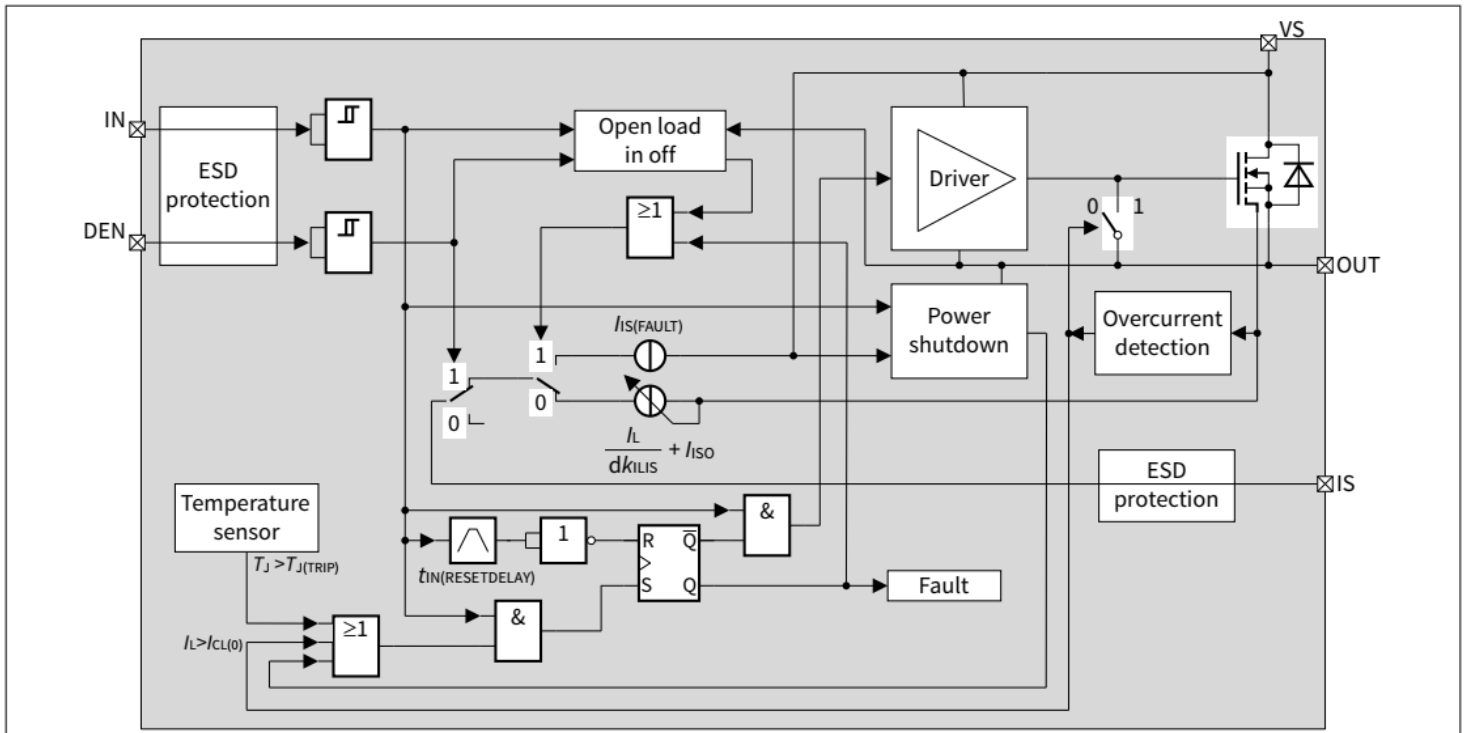 VS
IN
DEN
ESD
protection
Open load
in off
≥1
Driver
0 1
OUT
Power
shutdown
Overcurrent
detection
IIS(FAULT)
1
0
1
0
IL
dkILIS
+ IISO
ESD
protection
IS
Temperature
sensor
TJ >TJ(TRIP)
IL>ICL(0)
≥1
tIN(RESETDELAY)
1
R Q̅
S Q
&
&
Fault